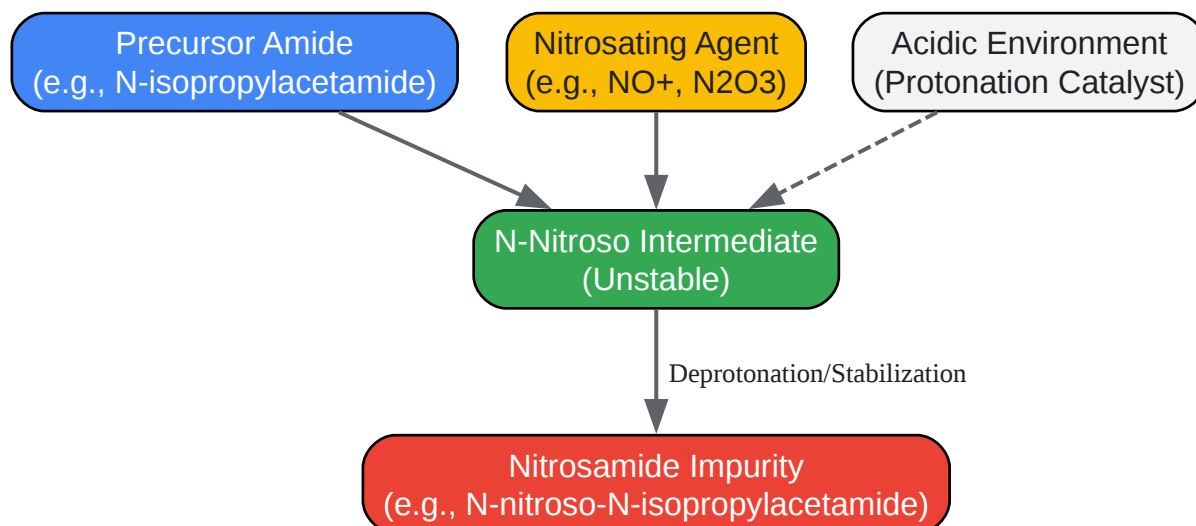 Precursor Amide
(e.g., N-isopropylacetamide)
Nitrosating Agent
(e.g., NO+, N2O3)
Acidic Environment
(Protonation Catalyst)
N-Nitroso Intermediate
(Unstable)
Deprotonation/Stabilization
Nitrosamide Impurity
(e.g., N-nitroso-N-isopropylacetamide)